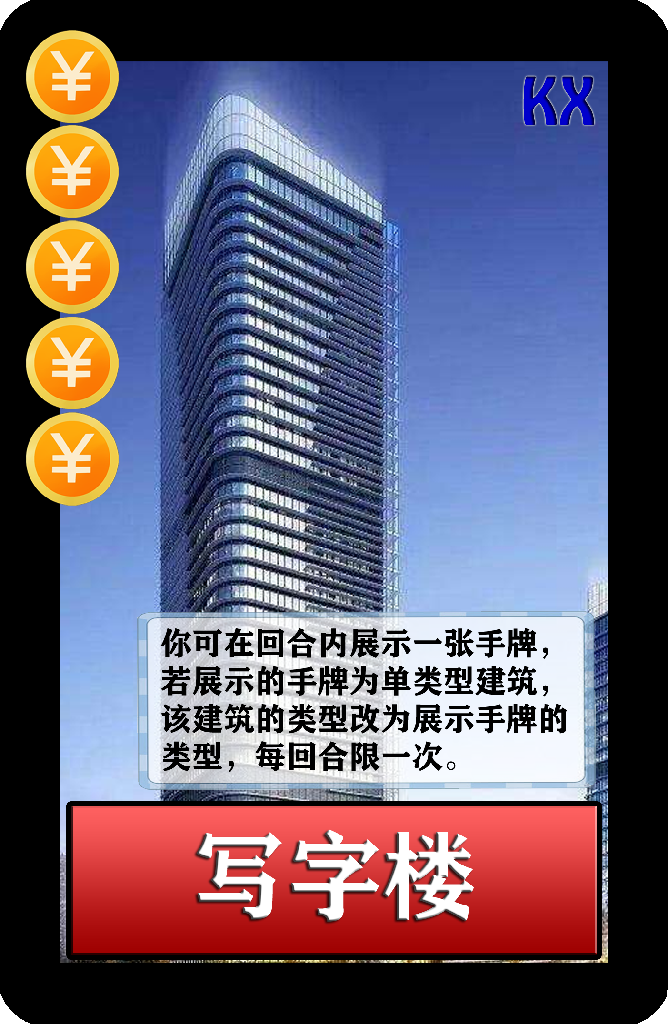 ¥
¥
¥
¥
¥
KX
你可在回合内展示一张手牌，
若展示的手牌为单类型建筑，
该建筑的类型改为展示手牌的
类型，每回合限一次。
写字楼